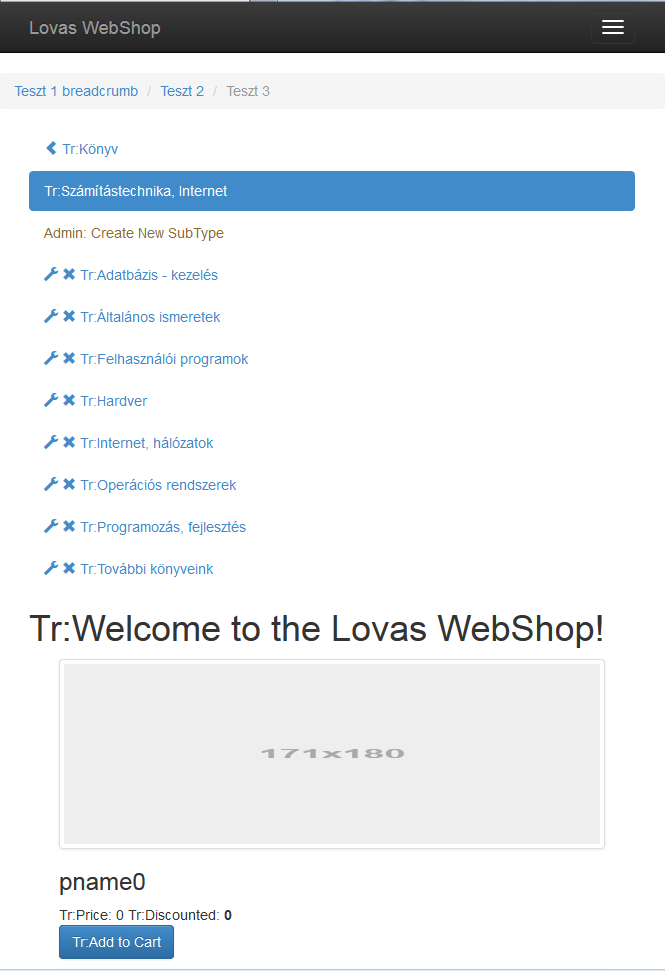 Lovas WebShop
Teszt 1 breadcrumb / Teszt 2 / Teszt 3
Tr:Könyv
Tr:Számítástechnika, Internet
Admin: Create New SubType
Tr:Adatbázis - kezelés
Tr:Általános ismeretek
Tr:Felhasználói programok
Tr:Hardver
Tr:Internet, hálózatok
Tr:Operációs rendszerek
Tr:Programozás, fejlesztés
Tr:További könyveink
Tr:Welcome to the Lovas WebShop!
171x180
pname0
Tr:Price: 0 Tr:Discounted: 0
Tr:Add to Cart